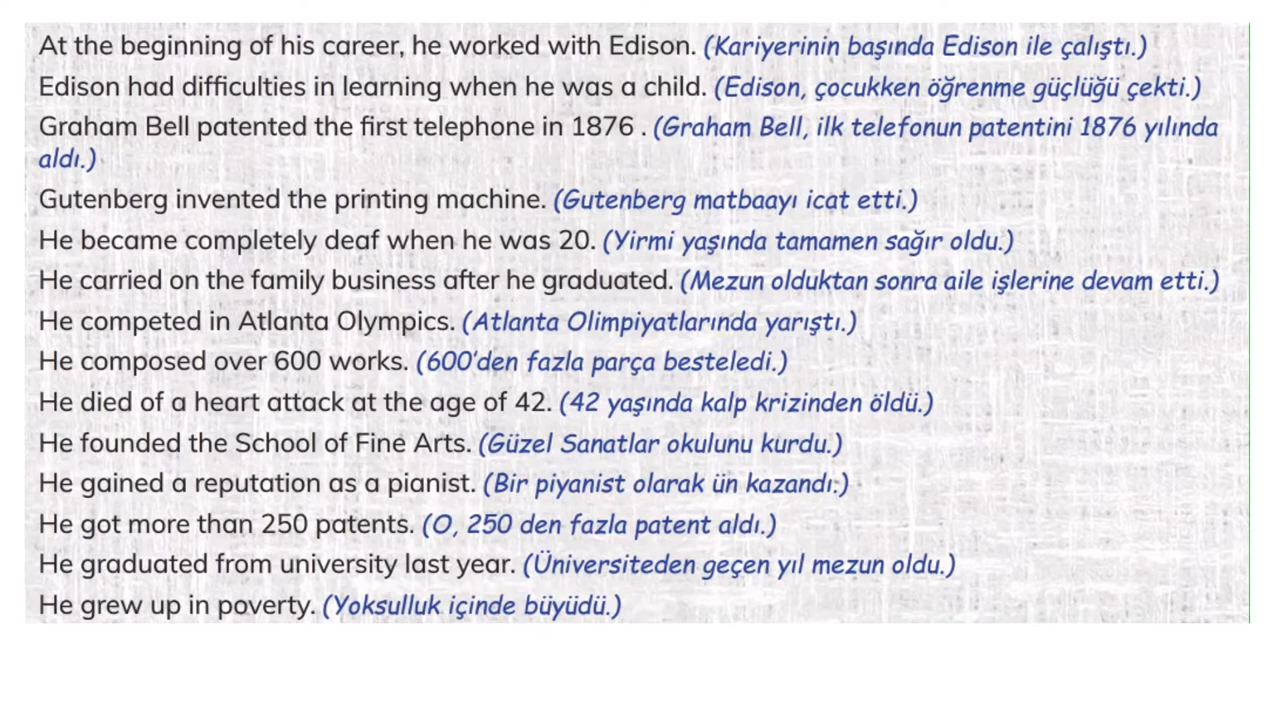 At the beginning of his career, he worked with Edison. (Kariyerinin başında Edison ile çalıştı.)
Edison had difficulties in learning when he was a child. (Edison, çocukken öğrenme güçlüğü çekti.)
Graham Bell patented the first telephone in 1876 . (Graham Bell, ilk telefonun patentini 1876 yılında
aldı.)
Gutenberg invented the printing machine. (Gutenberg matbaayı icat etti.)
He became completely deaf when he was 20. (Yirmi yaşında tamamen sağır oldu.)
He carried on the family business after he graduated. (Mezun olduktan sonra aile işlerine devam etti.)
He competed in Atlanta Olympics. (Atlanta Olimpiyatlarında yarıştı.)
He composed over 600 works. (600'den fazla parça besteledi.)
He died of a heart attack at the age of 42. (42 yaşında kalp krizinden öldü.)
He founded the School of Fine Arts. (Güzel Sanatlar okulunu kurdu.)
He gained a reputation as a pianist. (Bir piyanist olarak ün kazandı.)
He got more than 250 patents. (O, 250 den fazla patent aldı.)
He graduated from university last year. (Üniversiteden geçen yıl mezun oldu.)
He grew up in poverty. (Yoksulluk içinde büyüdü.)